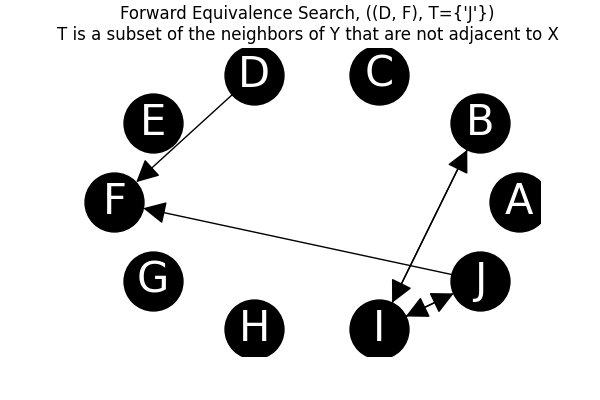 Forward Equivalence Search, ((D, F), T={'J'})
T is a subset of the neighbors of Y that are not adjacent to X
D
C
E
B
F
A
G
J
H
I